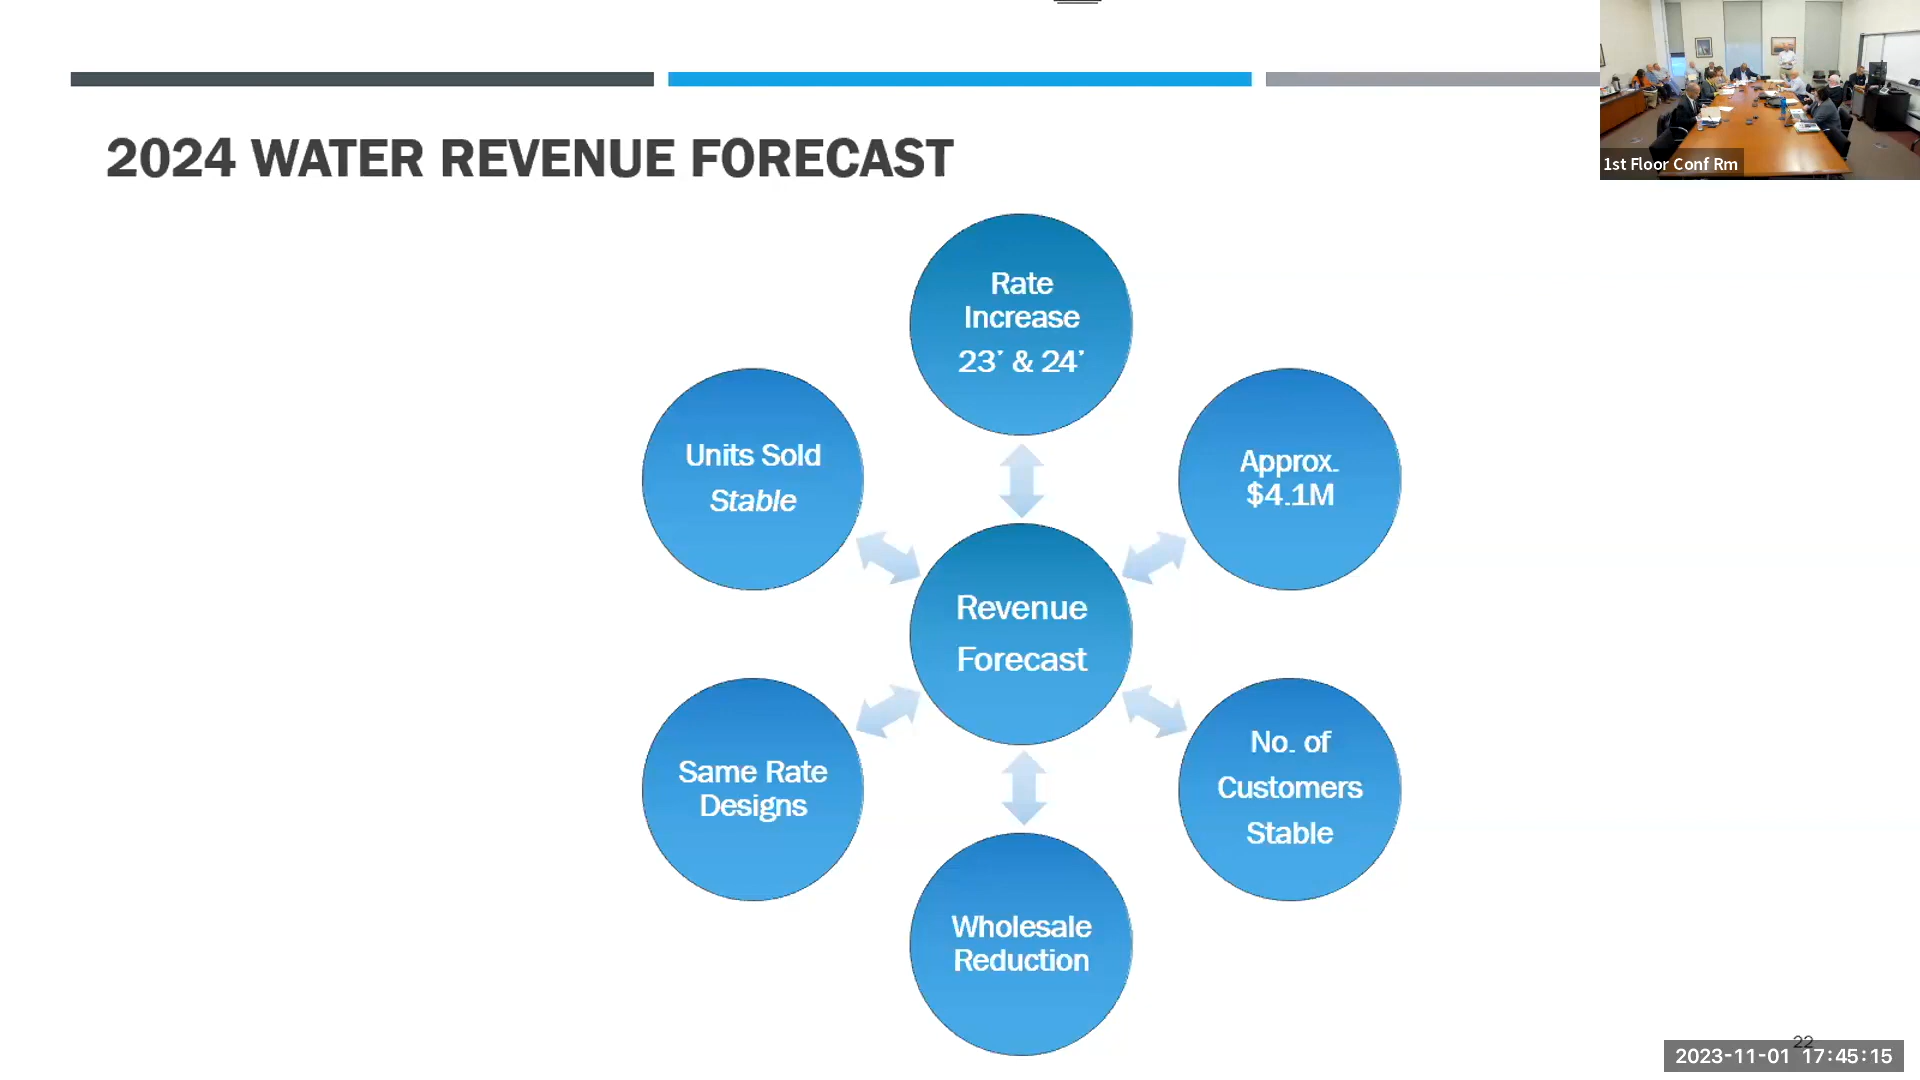 1st Floor Conf Rm
2024 WATER REVENUE FORECAST
Rate
Increase
23’ & 24’
Approx.
$4.1M
No. of
Customers
Stable
Wholesale
Reduction
Same Rate
Designs
Units Sold
Stable
Revenue
Forecast
22
2023-11-01 17:45:15